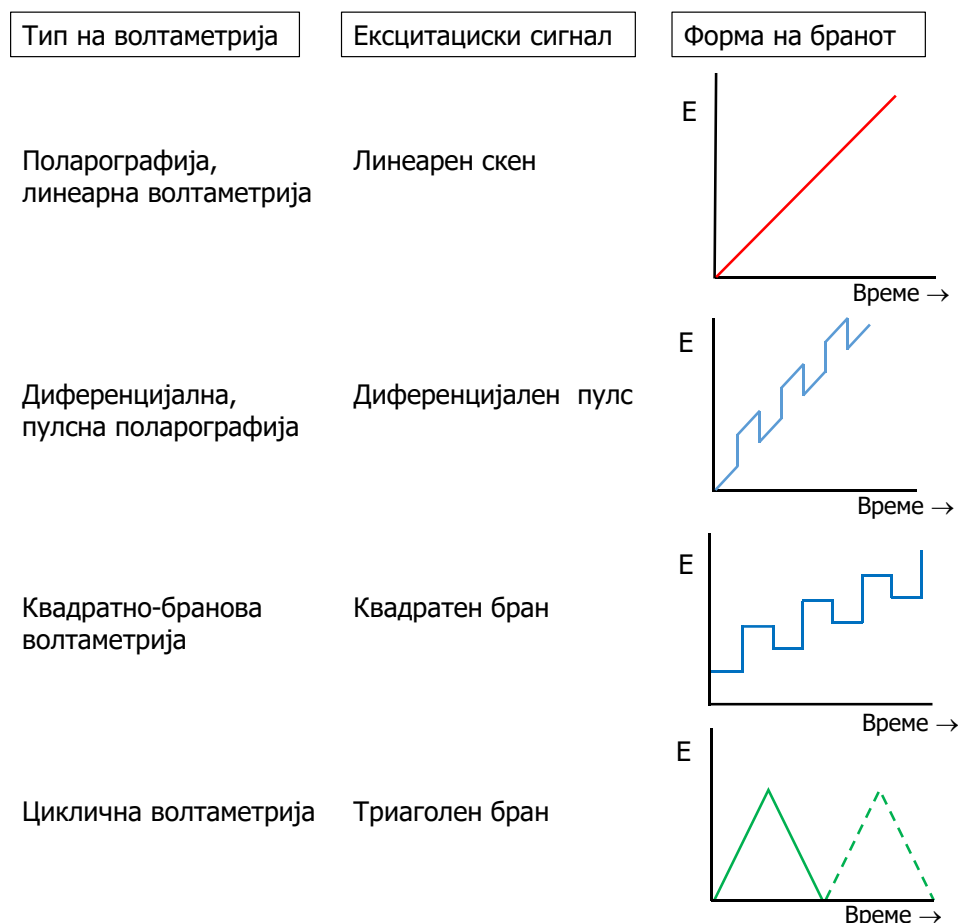 Тип на волтаметрија
Ексцитациски сигнал
Форма на бранот
Поларографија,
линеарна волтаметрија
Линеарен скен
E
Време →
Диференцијална,
пулсна поларографија
Диференцијален пулс
E
Време →
Квадратно-бранова
волтаметрија
Квадратен бран
E
Време →
Циклична волтаметрија
Триаголен бран
E
Време →